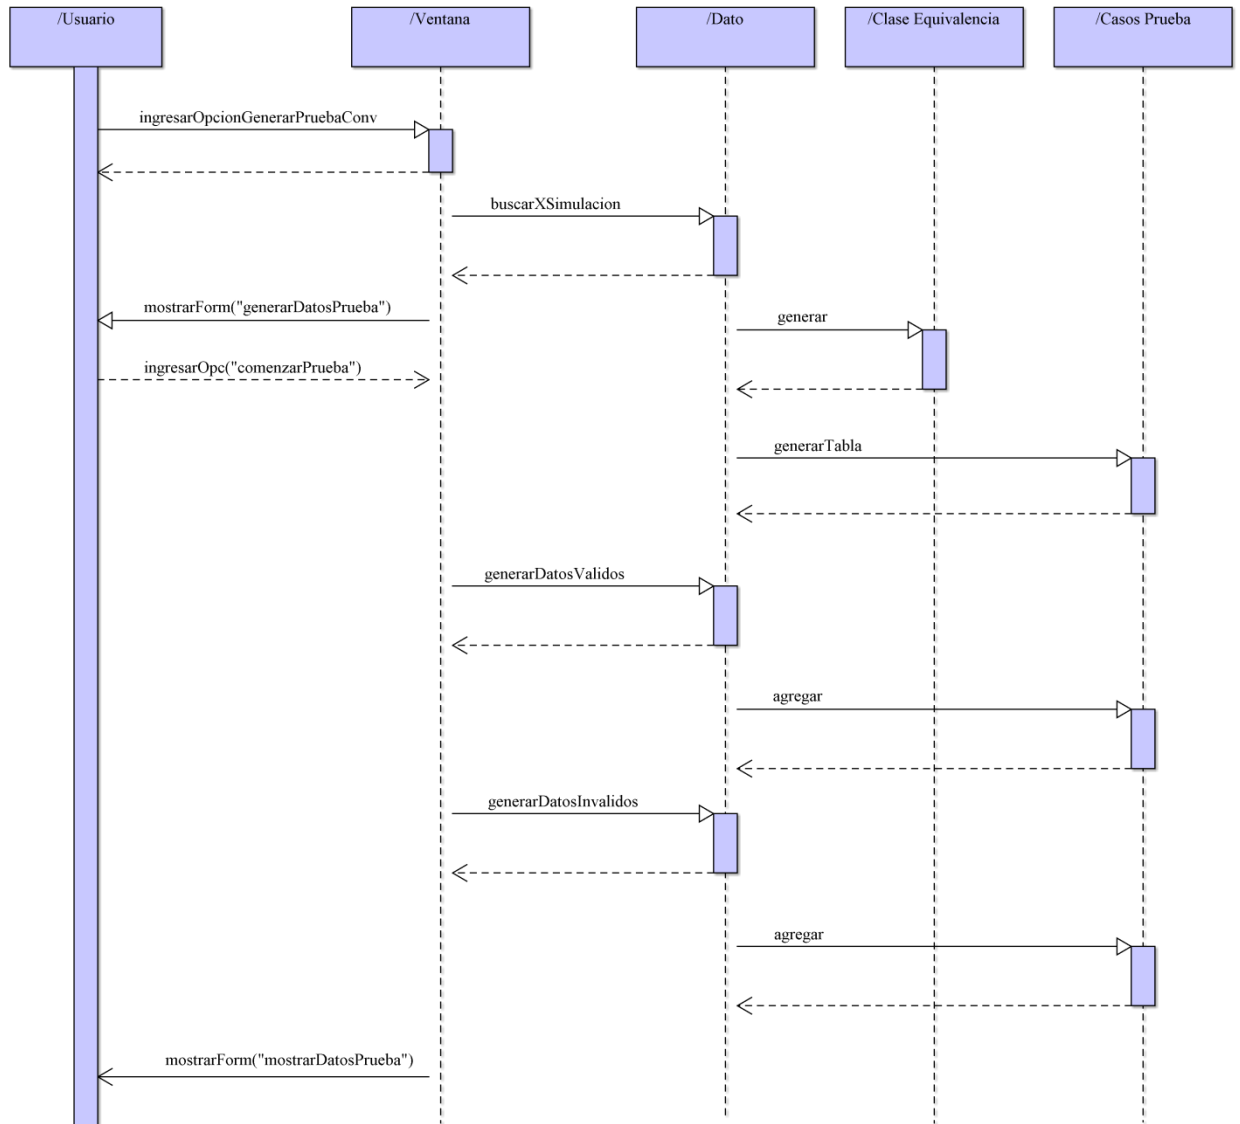 /Usuario
/Ventana
/Dato
/Clase Equivalencia
/Casos Prueba
ingresarOpcionGenerarPruebaConv
buscarXSimulacion
mostrarForm("generarDatosPrueba")
generar
ingresarOpc("comenzarPrueba")
generarTabla
generarDatosValidos
agregar
generarDatosInvalidos
agregar
mostrarForm("mostrarDatosPrueba")